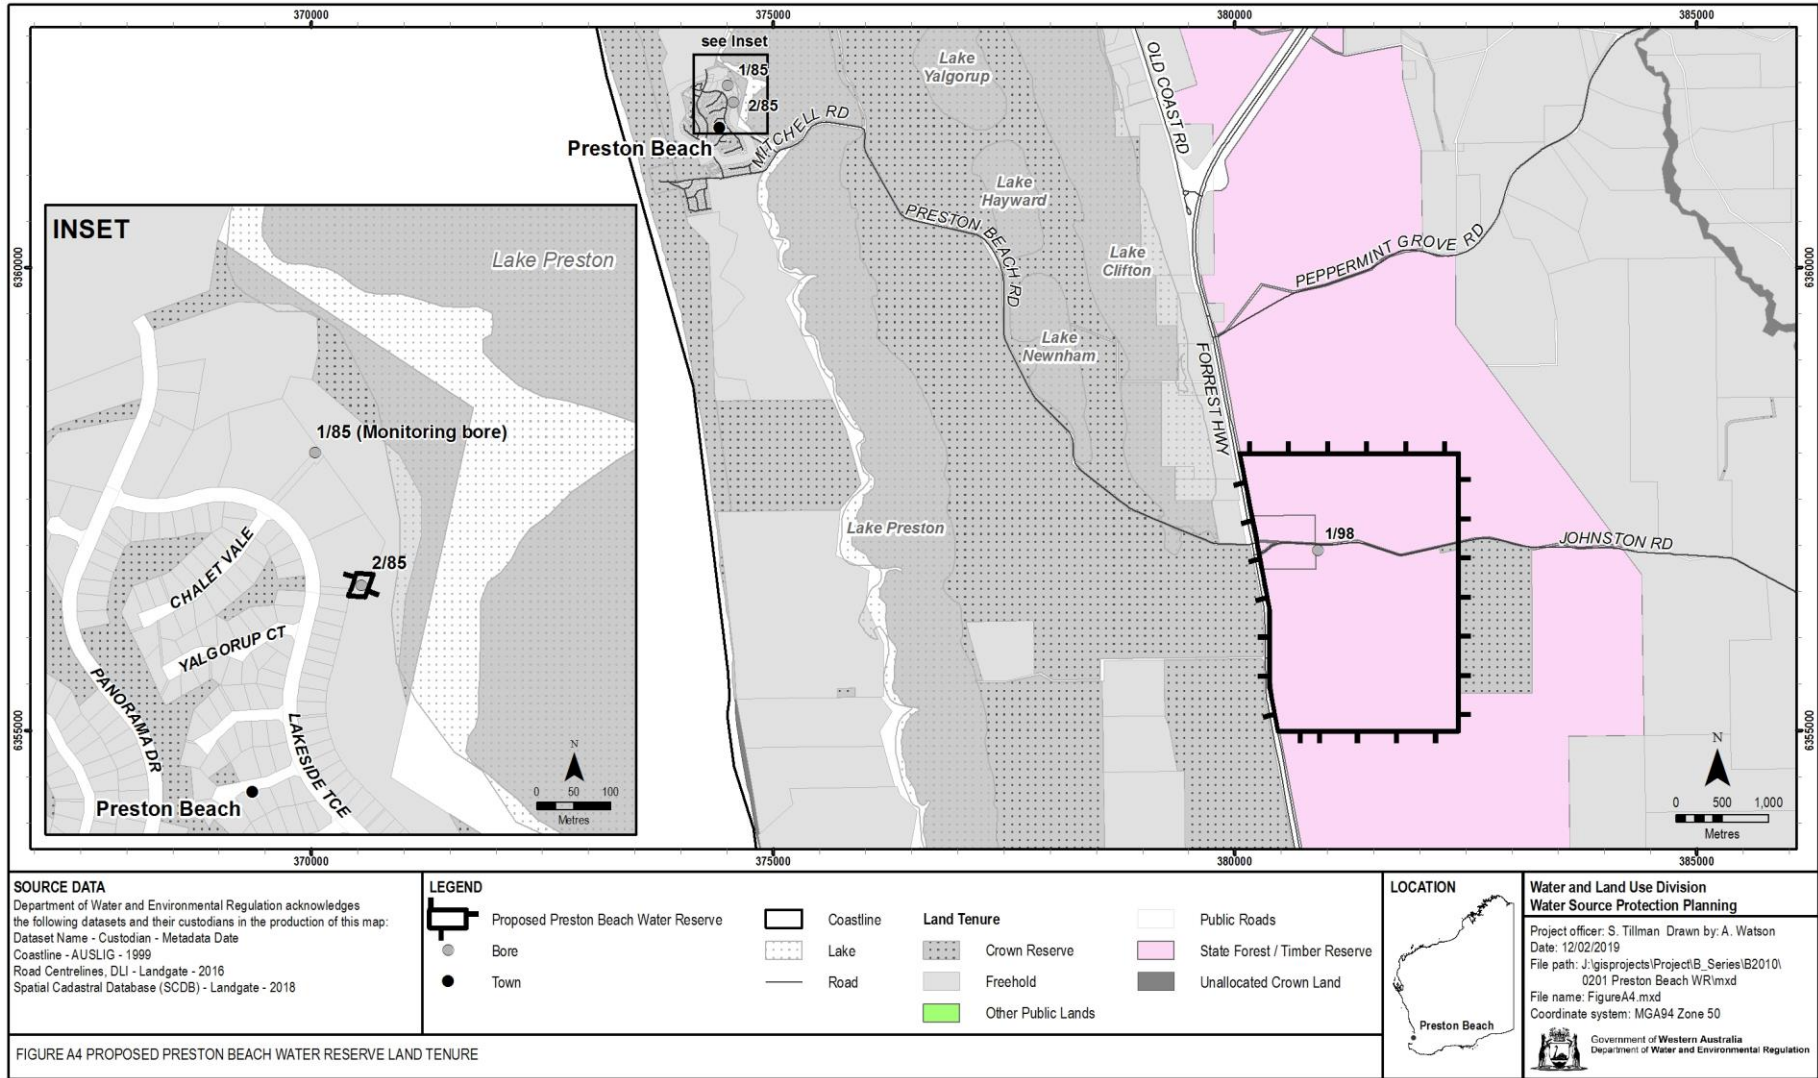 370000
375000
380000
385000
see Inset
1/85
2/85
Preston Beach
MITCHELL RD
Lake
Yalgorup
OLD COAST RD
Lake
Hayward
PRESTON BEACH RD
Lake
Clifton
PEPPERMINT GROVE RD
Lake
Newnham
FORREST HWY
6360000
6360000
Lake Preston
1/98
JOHNSTON RD
6355000
6355000
INSET
Lake Preston
1/85 (Monitoring bore)
CHALET VALE
2/85
YALGORUP CT
PANORAMA DR
LAKESIDE TCE
Preston Beach
N
0 50 100
Metres
N
0 500 1,000
Metres
370000
375000
380000
385000
SOURCE DATA
Department of Water and Environmental Regulation acknowledges
the following datasets and their custodians in the production of this map:
Dataset Name - Custodian - Metadata Date
Coastline - AUSLIG - 1999
Road Centrelines, DLI - Landgate - 2016
Spatial Cadastral Database (SCDB) - Landgate - 2018
LEGEND
Proposed Preston Beach Water Reserve
Bore
Town
Coastline
Lake
Road
Land Tenure
Crown Reserve
Freehold
Other Public Lands
Public Roads
State Forest / Timber Reserve
Unallocated Crown Land
LOCATION
Preston Beach
Water and Land Use Division
Water Source Protection Planning
Project officer: S. Tillman Drawn by: A. Watson
Date: 12/02/2019
File path: J:\gisprojects\Project\B_Series\B2010\
0201 Preston Beach WR\mxd
File name: FigureA4.mxd
Coordinate system: MGA94 Zone 50
Government of Western Australia
Department of Water and Environmental Regulation
FIGURE A4 PROPOSED PRESTON BEACH WATER RESERVE LAND TENURE